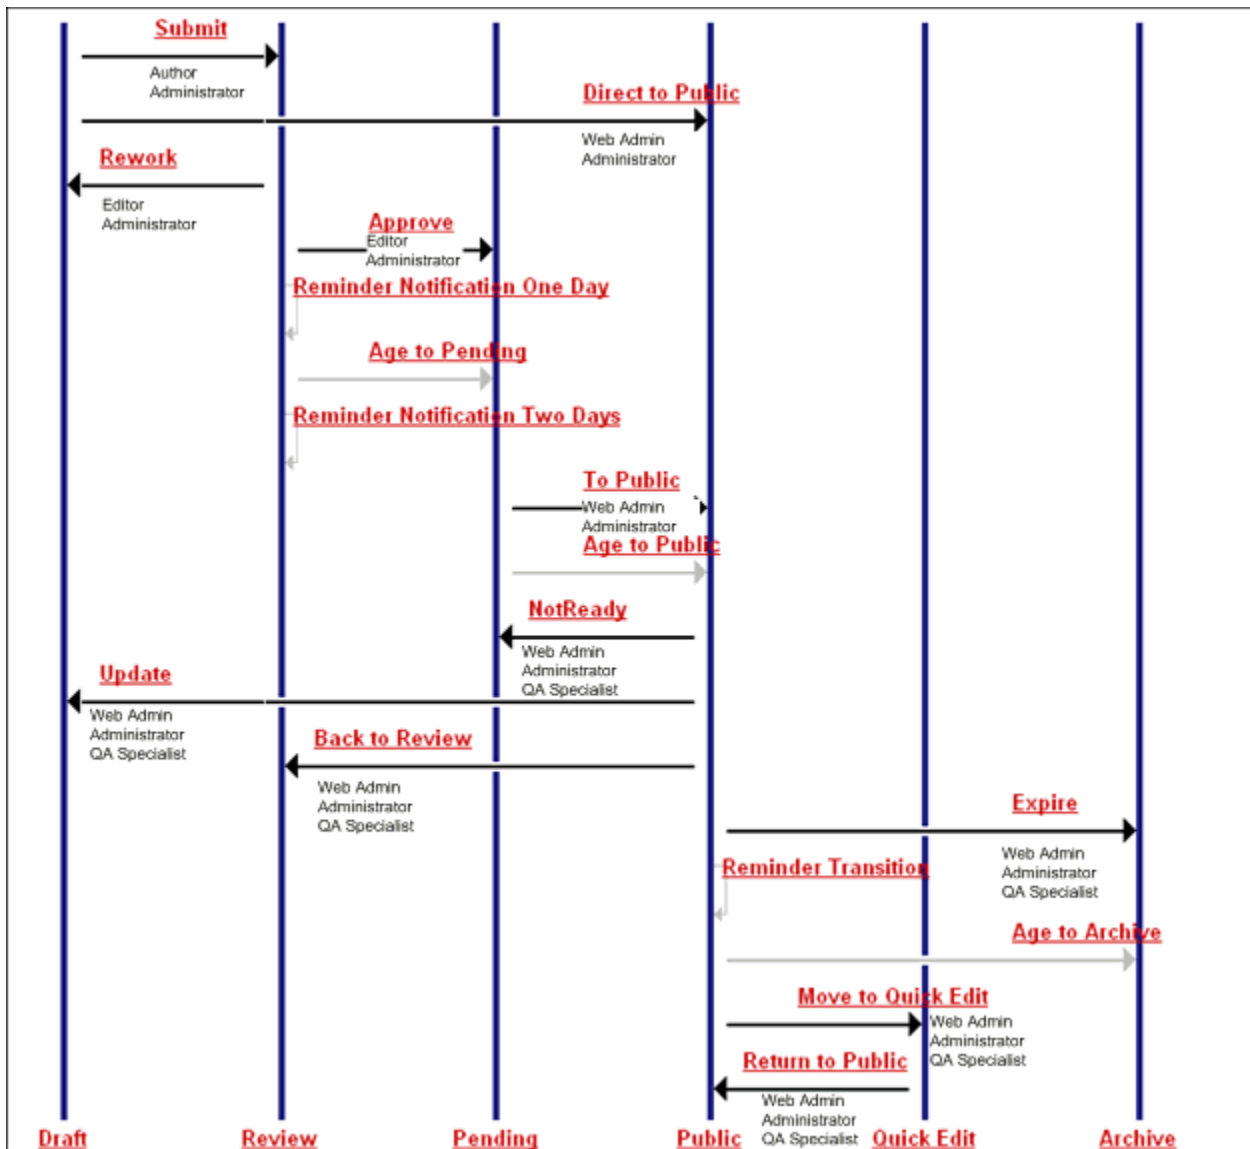 Submit
Author
Administrator
Direct to Public
Web Admin
Administrator
Rework
Editor
Administrator
Approve
Editor
Administrator
Reminder Notification One Day
Age to Pending
Reminder Notification Two Days
To Public
Web Admin
Administrator
Age to Public
NotReady
Web Admin
Administrator
QA Specialist
Update
Web Admin
Administrator
QA Specialist
Back to Review
Web Admin
Administrator
QA Specialist
Expire
Web Admin
Administrator
QA Specialist
Reminder Transition
Age to Archive
Move to Quick Edit
Web Admin
Administrator
QA Specialist
Return to Public
Web Admin
Administrator
QA Specialist
Draft Review Pending Public Quick Edit Archive